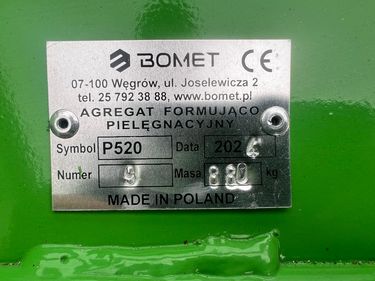 BOMET CE
07-100 Węgrów, ul. Joselewicza 2
tel. 25 792 38 88, www.bomet.pl
AGREGAT FORMUJĄCO
PIELĘGNACYJNY
Symbol P520 Data 2024
Numer 9 Masa 880 kg
MADE IN POLAND